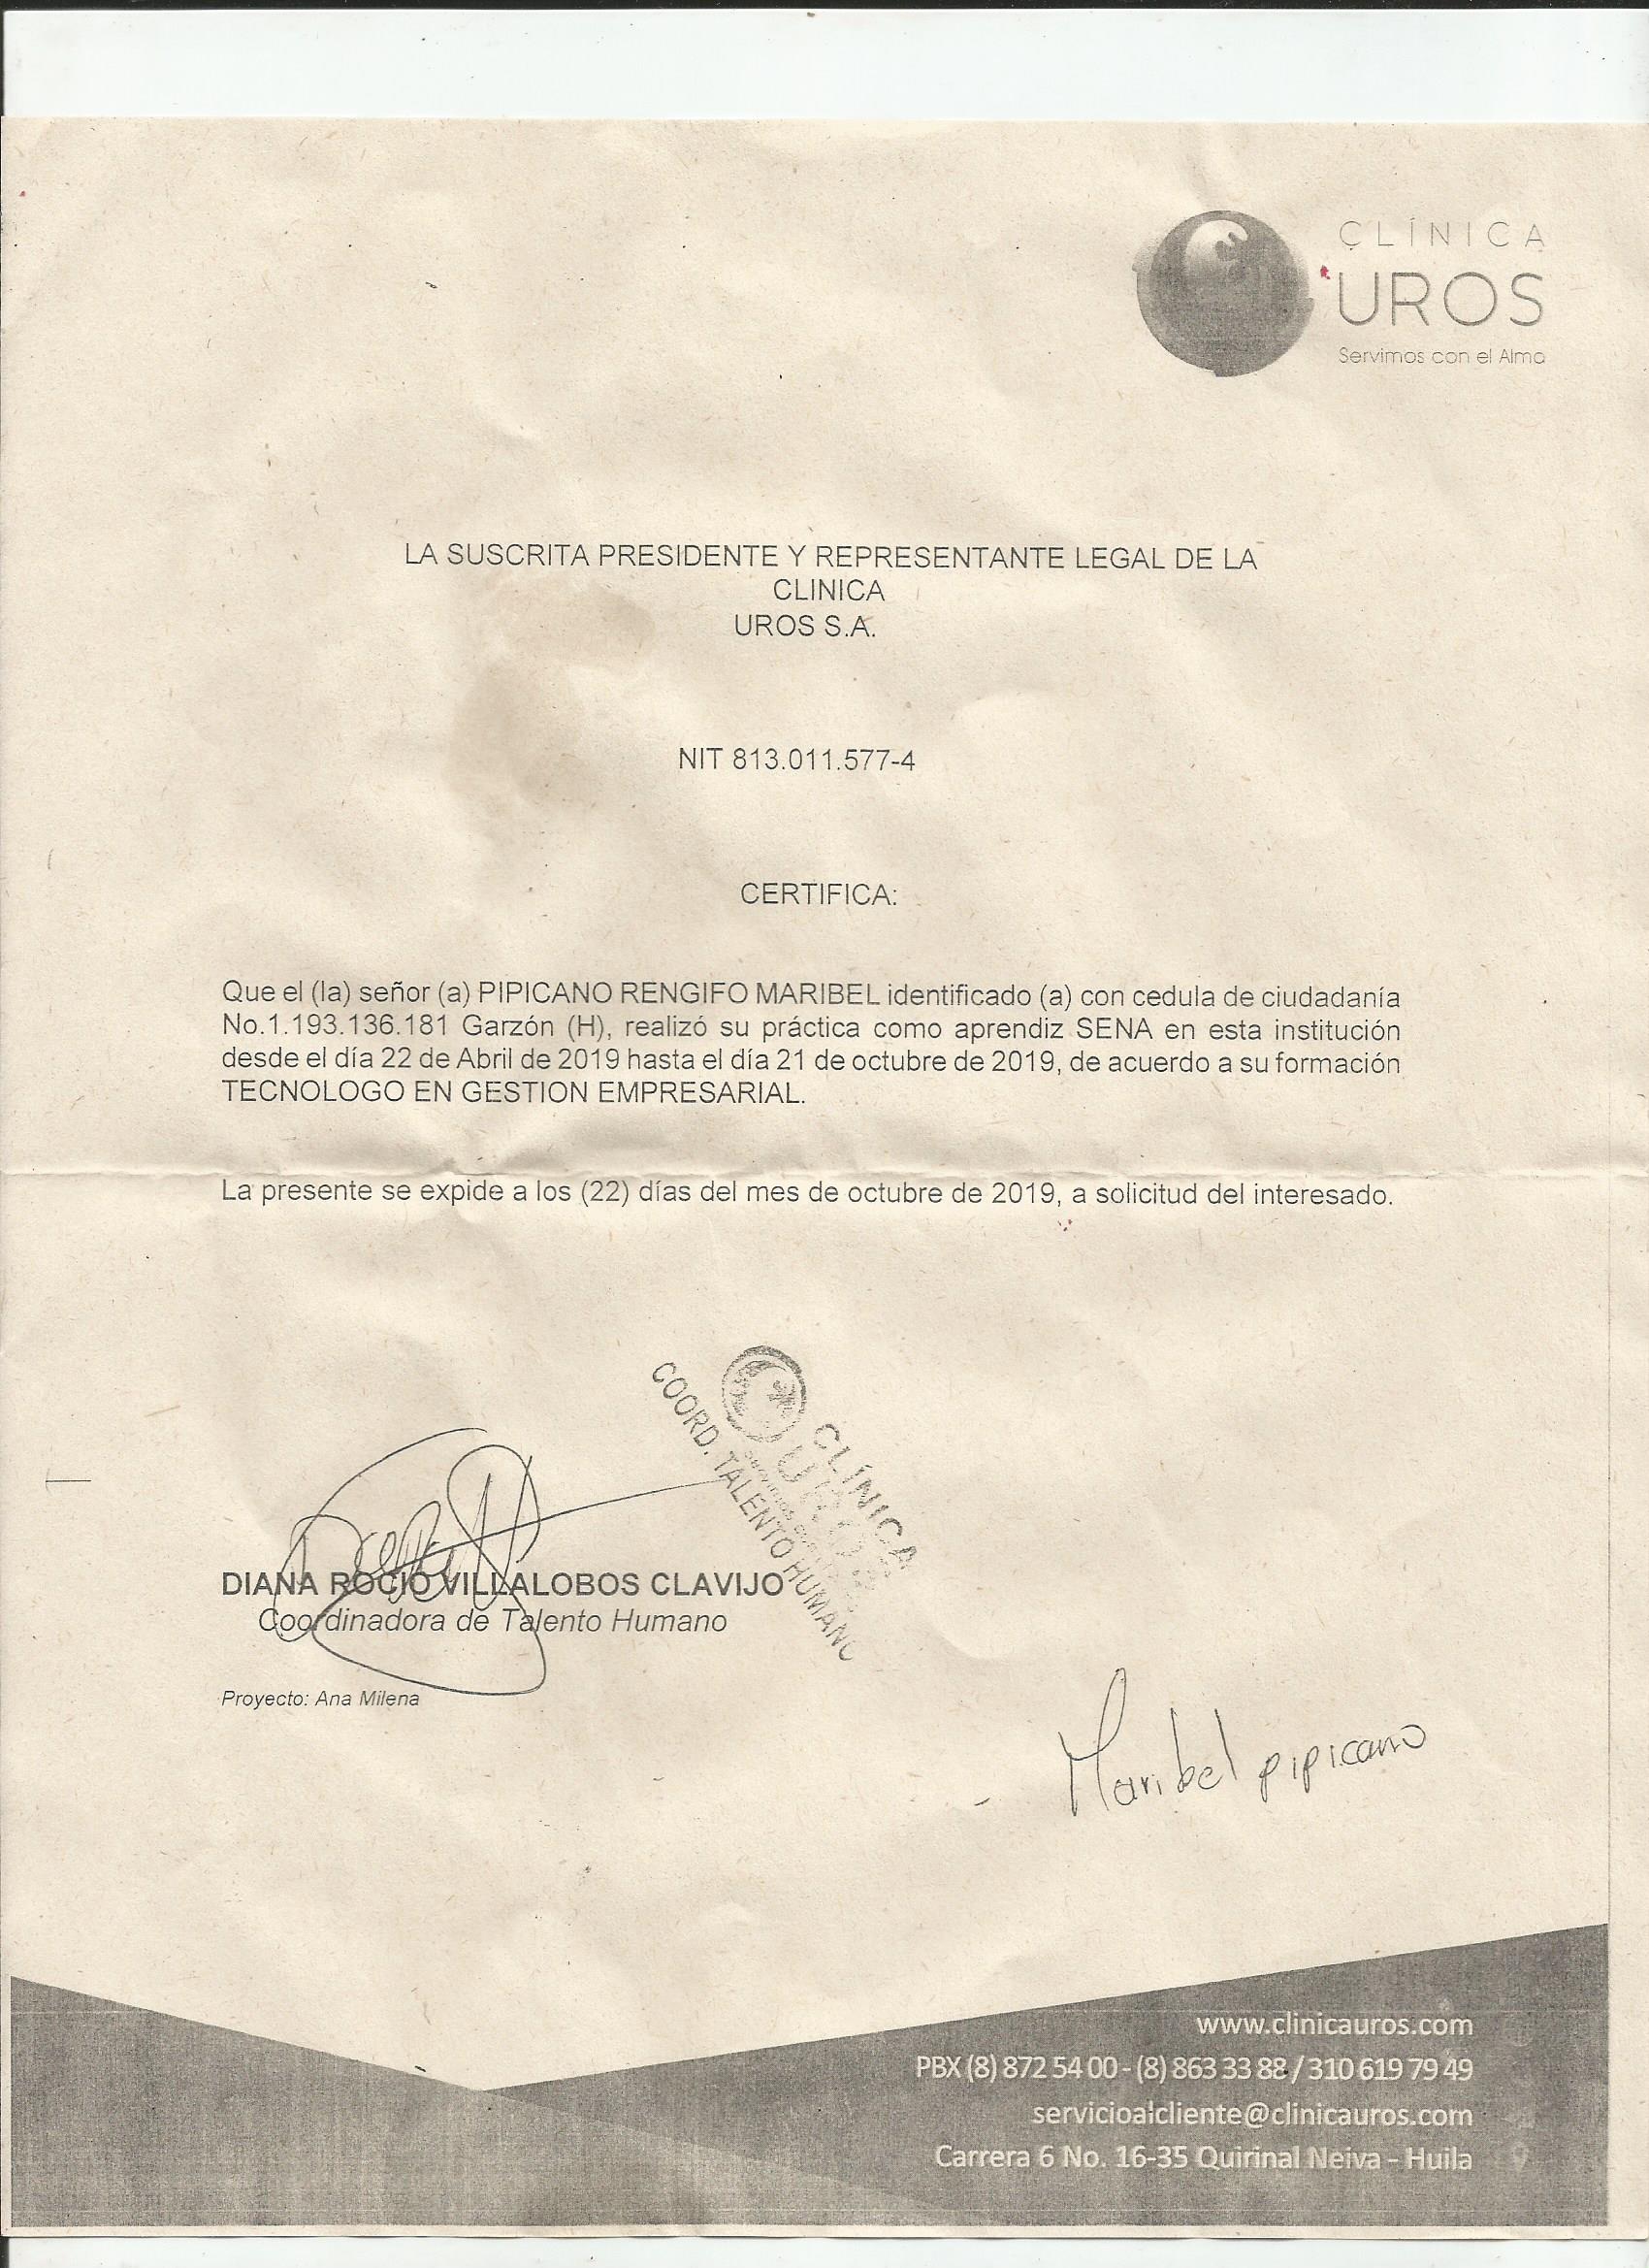 CLÍNICA
UROS
Servimos con el Alma
LA SUSCRITA PRESIDENTE Y REPRESENTANTE LEGAL DE LA
CLINICA
UROS S.A.
NIT 813.011.577-4
CERTIFICA:
Que el (la) señor (a) PIPICANO RENGIFO MARIBEL identificado (a) con cedula de ciudadanía
No.1.193.136.181 Garzón (H), realizó su práctica como aprendiz SENA en esta institución
desde el día 22 de Abril de 2019 hasta el día 21 de octubre de 2019, de acuerdo a su formación
TECNOLOGO EN GESTION EMPRESARIAL.
La presente se expide a los (22) días del mes de octubre de 2019, a solicitud del interesado.
CLÍNICA
UROS
COORD. TALENTO HUMANO
DIANA ROCIO VILLALOBOS CLAVIJO
Coordinadora de Talento Humano
Proyecto: Ana Milena
Maribel pipicano
www.clinicauros.com
PBX (8) 872 54 00 - (8) 863 33 88 / 310 619 79 49
servicioalcliente@clinicauros.com
Carrera 6 No. 16-35 Quirinal Neiva - Huila